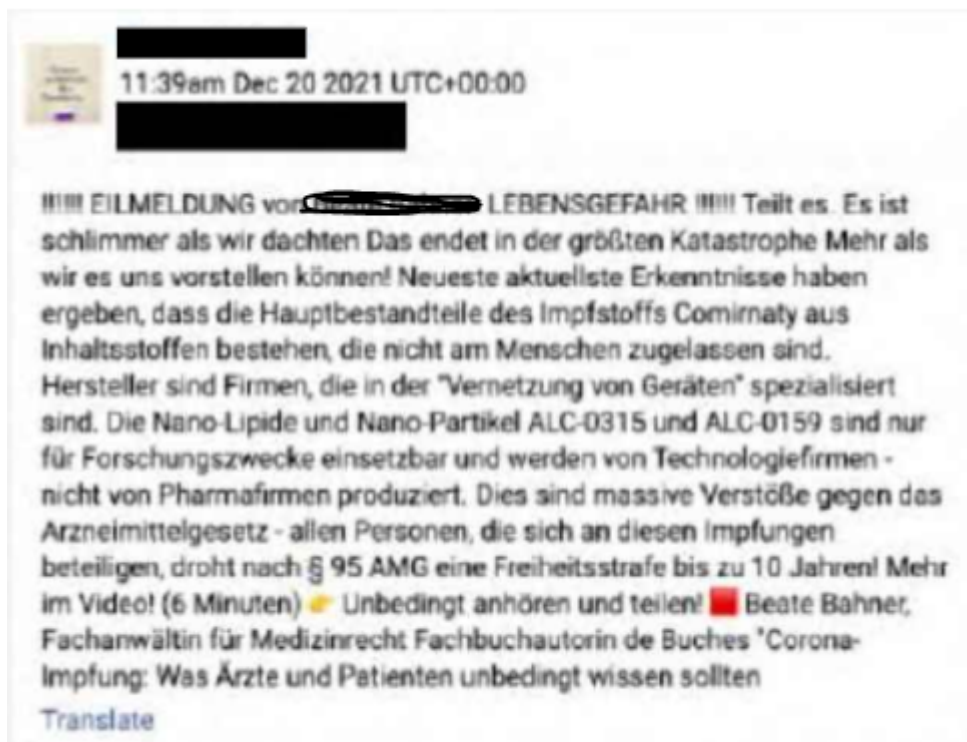 11:39am Dec 20 2021 UTC+00:00
!!!!!! EILMELDUNG von LEBENSGEFAHR !!!!!! Teilt es. Es ist
schlimmer als wir dachten Das endet in der größten Katastrophe Mehr als
wir es uns vorstellen können! Neueste aktuellste Erkenntnisse haben
ergeben, dass die Hauptbestandteile des Impfstoffs Comirnaty aus
Inhaltsstoffen bestehen, die nicht am Menschen zugelassen sind.
Hersteller sind Firmen, die in der "Vernetzung von Geräten" spezialisiert
sind. Die Nano-Lipide und Nano-Partikel ALC-0315 und ALC-0159 sind nur
für Forschungszwecke einsetzbar und werden von Technologiefirmen -
nicht von Pharmafirmen produziert. Dies sind massive Verstöße gegen das
Arzneimittelgesetz - allen Personen, die sich an diesen Impfungen
beteiligen, droht nach § 95 AMG eine Freiheitsstrafe bis zu 10 Jahren! Mehr
im Video! (6 Minuten) 👉 Unbedingt anhören und teilen! 🟥 Beate Bahner,
Fachanwältin für Medizinrecht Fachbuchautorin de Buches "Corona-
Impfung: Was Ärzte und Patienten unbedingt wissen sollten
Translate